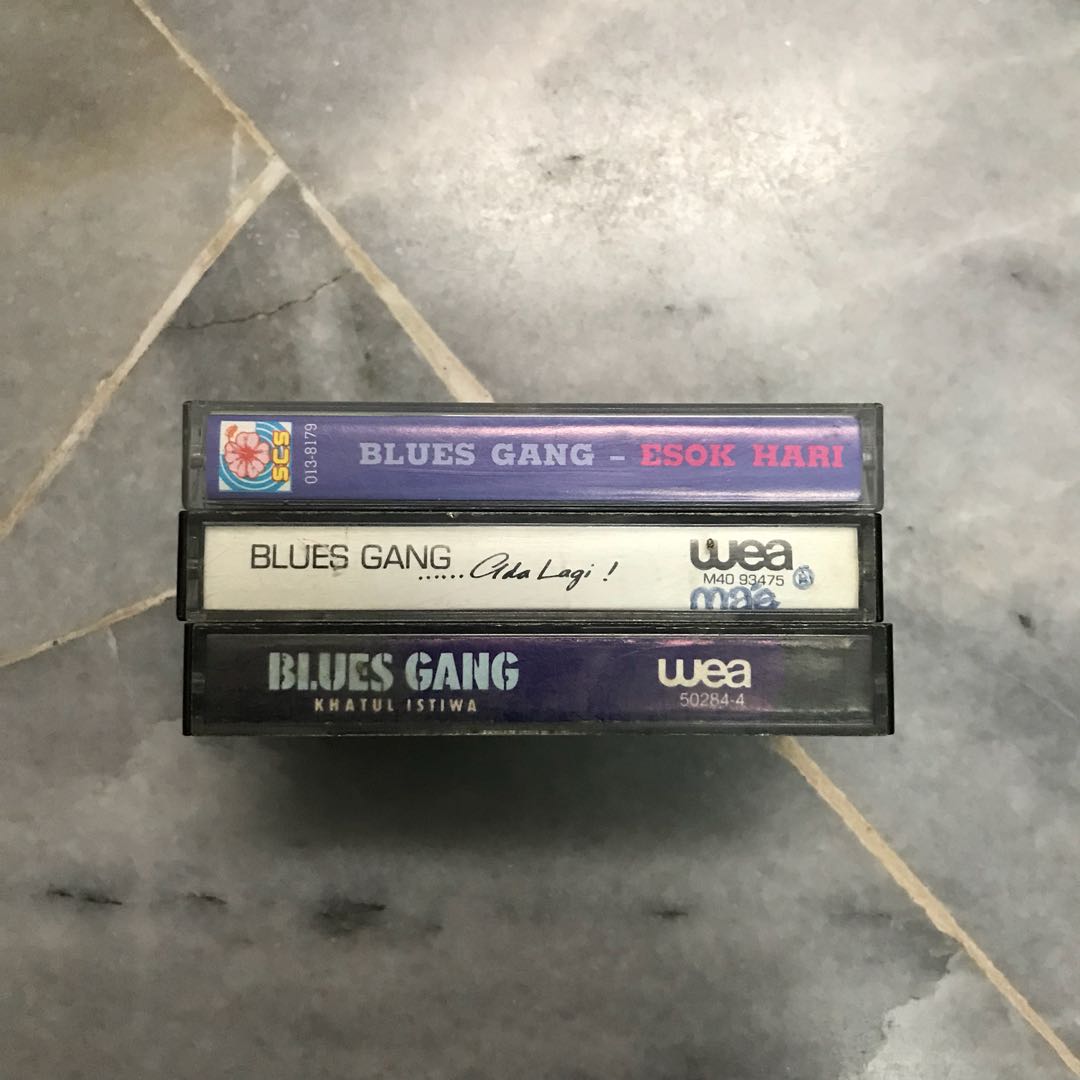 SCS
013-8179
BLUES GANG – ESOK HARI
BLUES GANG ...... Ada Lagi !
wea
M40 93475
BLUES GANG
KHATUL ISTIWA
wea
50284-4